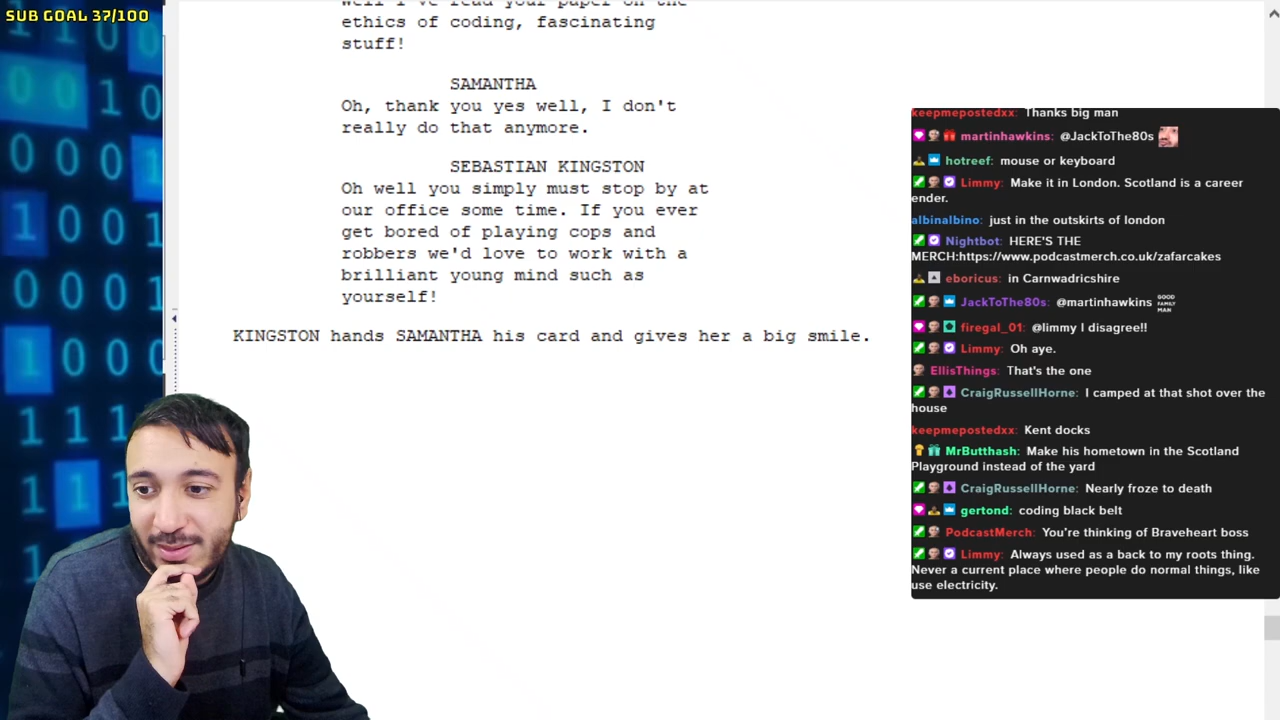 SUB GOAL 37/100
ethics of coding, fascinating
stuff!
SAMANTHA
Oh, thank you yes well, I don't
really do that anymore.
SEBASTIAN KINGSTON
Oh well you simply must stop by at
our office some time. If you ever
get bored of playing cops and
robbers we'd love to work with a
brilliant young mind such as
yourself!
KINGSTON hands SAMANTHA his card and gives her a big smile.
keepmepostedxx: Thanks big man
martinhawkins: @JackToThe80s
hotreef: mouse or keyboard
Limmy: Make it in London. Scotland is a career
ender.
albinalbino: just in the outskirts of london
Nightbot: HERE'S THE
MERCH:https://www.podcastmerch.co.uk/zafarcakes
eboricus: in Carnwadricshire
JackToThe80s: @martinhawkins GOOD FAMILY MAN
firegal_01: @limmy I disagree!!
Limmy: Oh aye.
EllisThings: That's the one
CraigRussellHorne: I camped at that shot over the
house
keepmepostedxx: Kent docks
MrButthash: Make his hometown in the Scotland
Playground instead of the yard
CraigRussellHorne: Nearly froze to death
gertond: coding black belt
PodcastMerch: You're thinking of Braveheart boss
Limmy: Always used as a back to my roots thing.
Never a current place where people do normal things, like
use electricity.